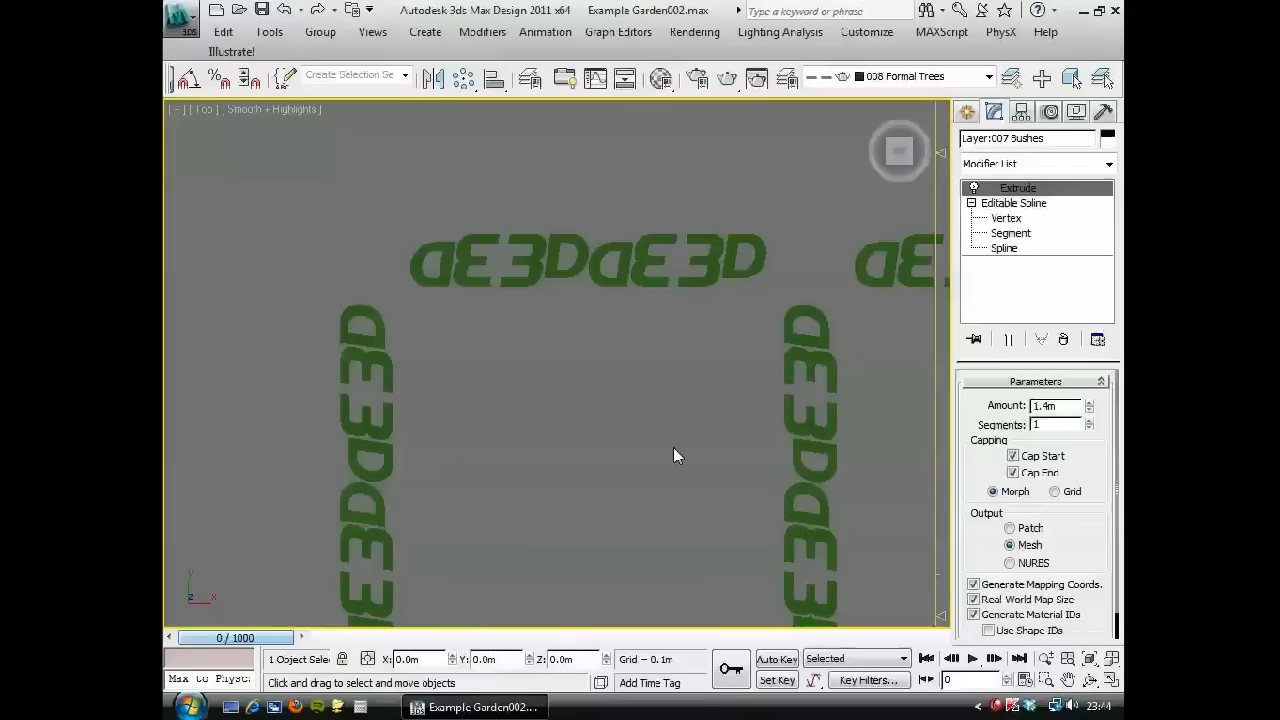 Autodesk 3ds Max Design 2011 x64 Example Garden002.max Type a keyword or phrase
Edit Tools Group Views Create Modifiers Animation Graph Editors Rendering Lighting Analysis Customize MAXScript PhysX Help
Illustrate!
Create Selection Se 008 Formal Trees
[ Top ] [ Smooth + Highlights ]
Layer:007 Bushes
Modifier List
Extrude
Editable Spline
Vertex
Segment
Spline
Parameters
Amount: 1.4m
Segments: 1
Capping
Cap Start
Cap End
Morph Grid
Output
Patch
Mesh
NURBS
Generate Mapping Coords.
Real World Map Size
Generate Material IDs
Use Shape IDs
0 / 1000
1 Object Sele X: 0.0m Y: 0.0m Z: 0.0m Grid = 0.1m Auto Key Selected
Max to Physc: Click and drag to select and move objects Add Time Tag Set Key Key Filters... 0
Example Garden002.... 23:44